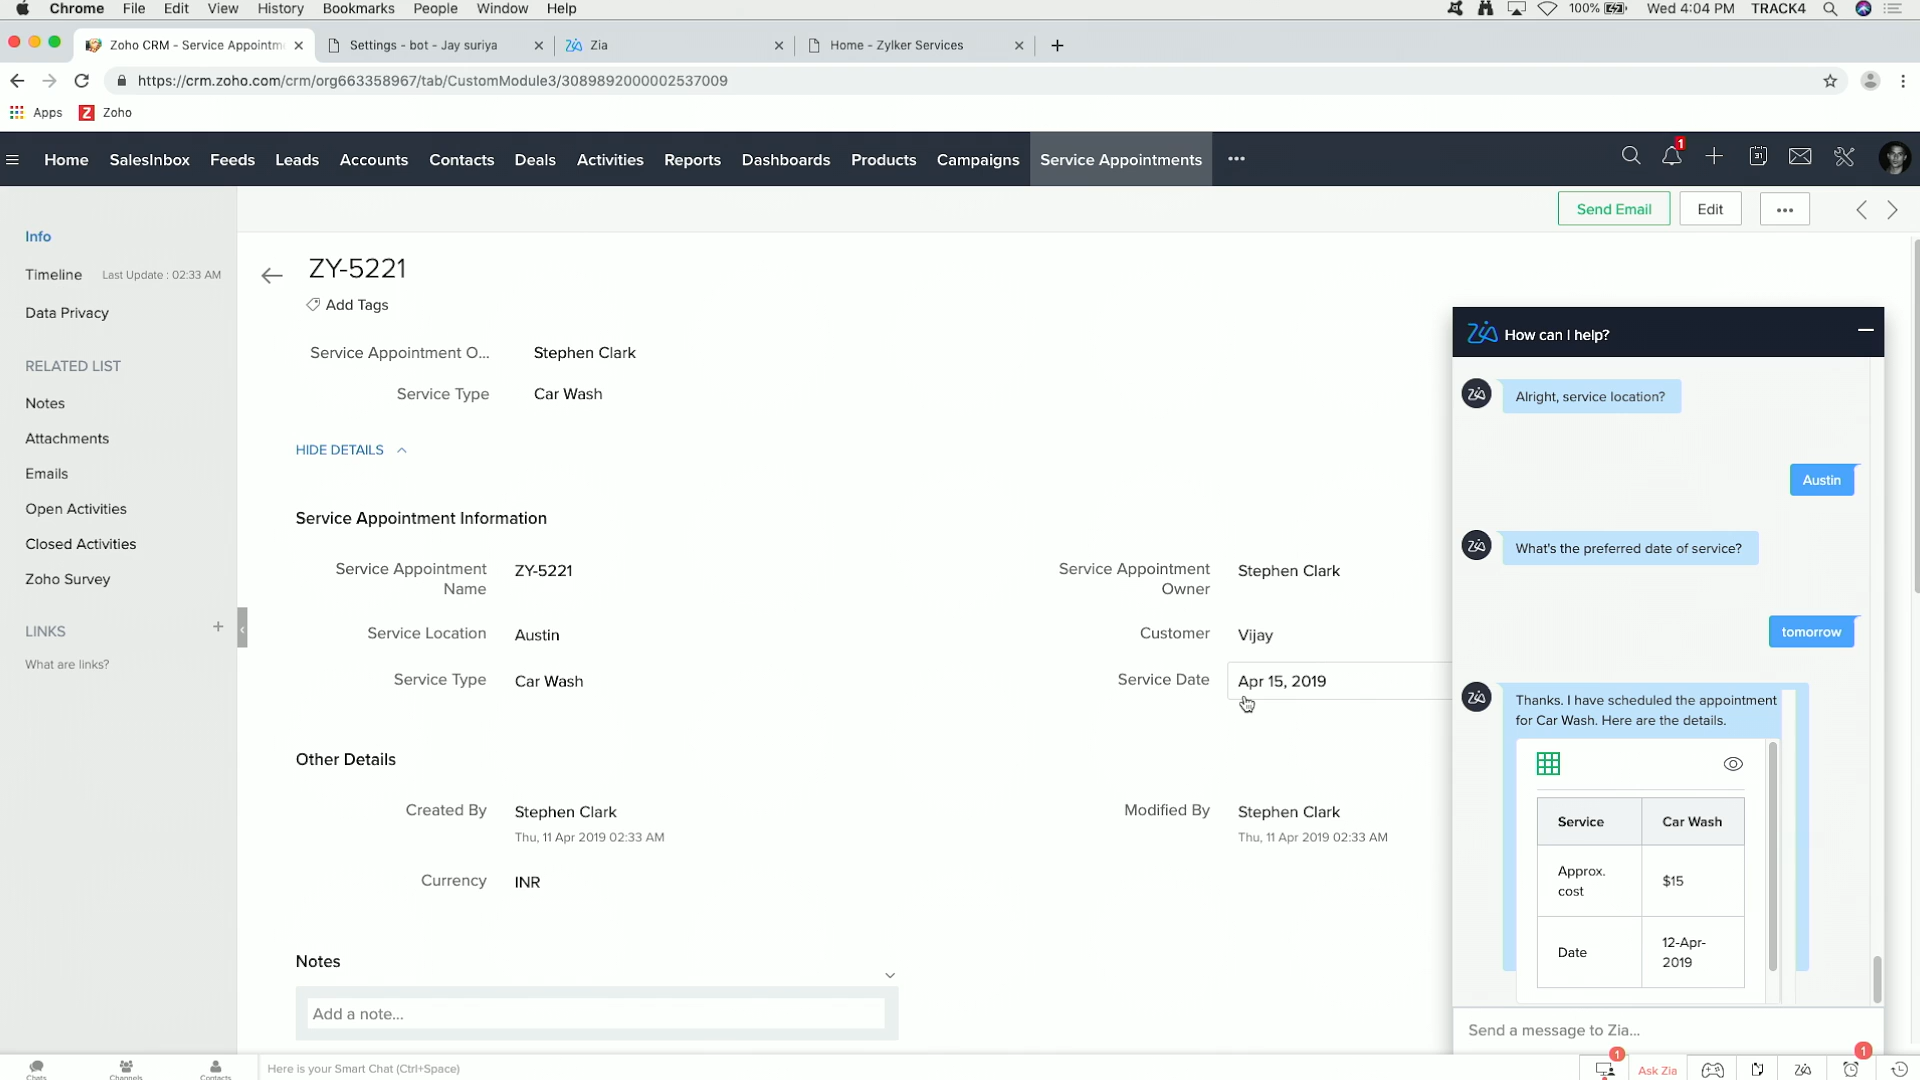 Chrome File Edit View History Bookmarks People Window Help
100% Wed 4:04 PM TRACK4
Zoho CRM - Service Appointm
Settings - bot - Jay suriya
Zia
Home - Zylker Services
https://crm.zoho.com/crm/org663358967/tab/CustomModule3/3089892000002537009
Apps Zoho
Home SalesInbox Feeds Leads Accounts Contacts Deals Activities Reports Dashboards Products Campaigns Service Appointments
1
31
Send Email Edit
Info
Timeline Last Update : 02:33 AM
Data Privacy
RELATED LIST
Notes
Attachments
Emails
Open Activities
Closed Activities
Zoho Survey
LINKS
What are links?
ZY-5221
Add Tags
Service Appointment O... Stephen Clark
Service Type Car Wash
HIDE DETAILS
Service Appointment Information
Service Appointment Name ZY-5221
Service Appointment Owner Stephen Clark
Service Location Austin
Customer Vijay
Service Type Car Wash
Service Date Apr 15, 2019
Other Details
Created By Stephen Clark
Thu, 11 Apr 2019 02:33 AM
Modified By Stephen Clark
Thu, 11 Apr 2019 02:33 AM
Currency INR
Notes
Add a note...
Zia How can I help?
Alright, service location?
Austin
What's the preferred date of service?
tomorrow
Thanks. I have scheduled the appointment
for Car Wash. Here are the details.
Service Car Wash
Approx. cost $15
Date 12-Apr-2019
Send a message to Zia...
Chats Channels Contacts
Here is your Smart Chat (Ctrl+Space)
1
Ask Zia
1